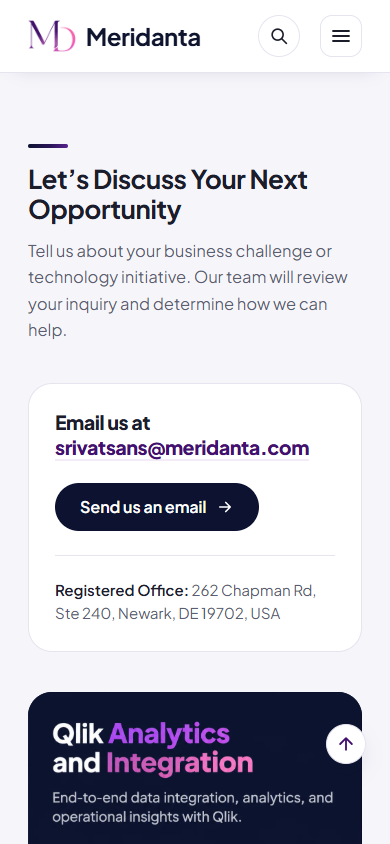 MD Meridanta
Let’s Discuss Your Next
Opportunity
Tell us about your business challenge or
technology initiative. Our team will review
your inquiry and determine how we can
help.
Email us at
srivatsans@meridanta.com
Send us an email →
Registered Office: 262 Chapman Rd,
Ste 240, Newark, DE 19702, USA
Qlik Analytics
and Integration
End-to-end data integration, analytics, and
operational insights with Qlik.